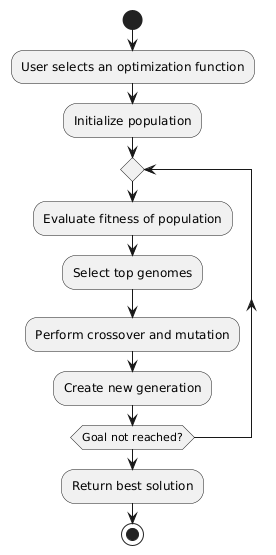 User selects an optimization function
Initialize population
Evaluate fitness of population
Select top genomes
Perform crossover and mutation
Create new generation
Goal not reached?
Return best solution